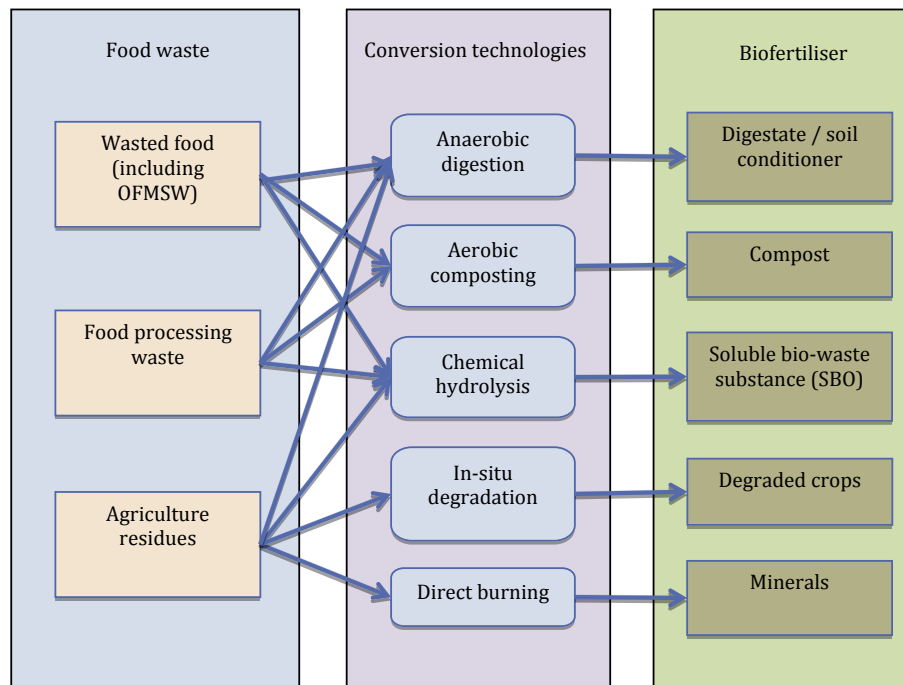 Food waste
Wasted food
(including
OFMSW)
Food processing
waste
Agriculture
residues
Conversion technologies
Anaerobic
digestion
Aerobic
composting
Chemical
hydrolysis
In-situ
degradation
Direct burning
Biofertiliser
Digestate / soil
conditioner
Compost
Soluble bio-waste
substance (SBO)
Degraded crops
Minerals